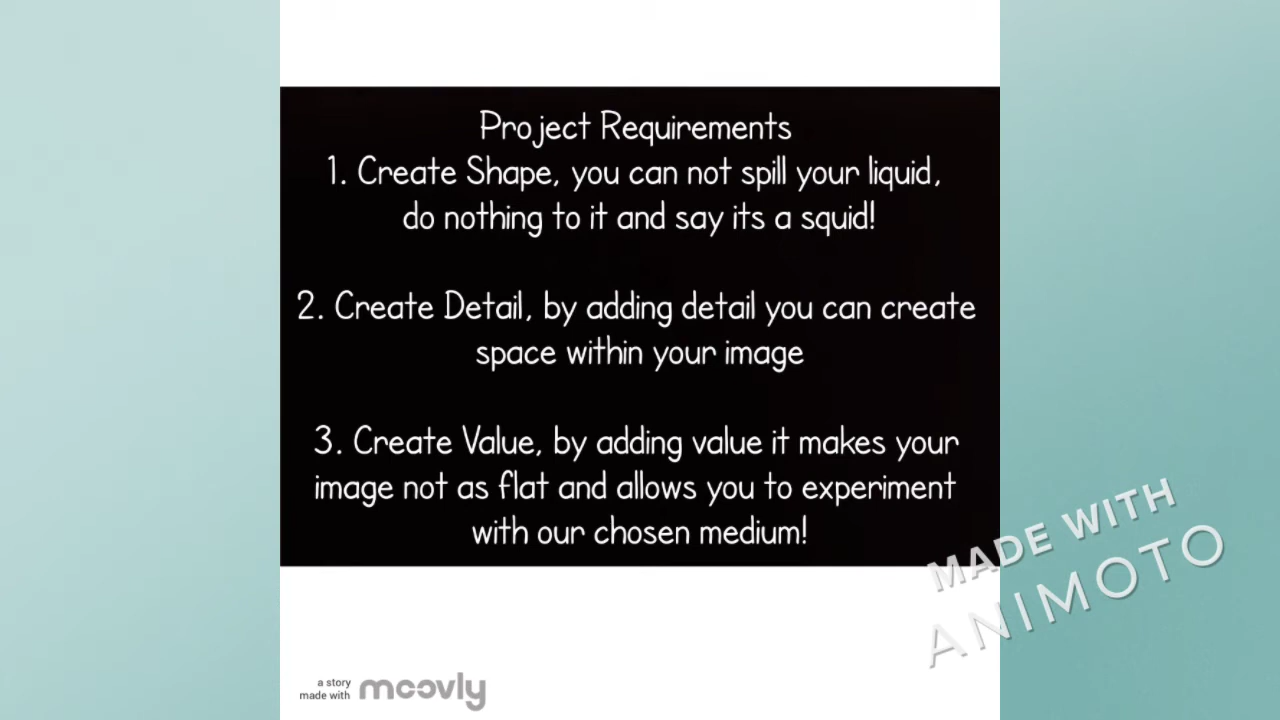 Project Requirements
1. Create Shape, you can not spill your liquid,
do nothing to it and say its a squid!
2. Create Detail, by adding detail you can create
space within your image
3. Create Value, by adding value it makes your
image not as flat and allows you to experiment
with our chosen medium!
MADE WITH
ANIMOTO
a story
made with moovly